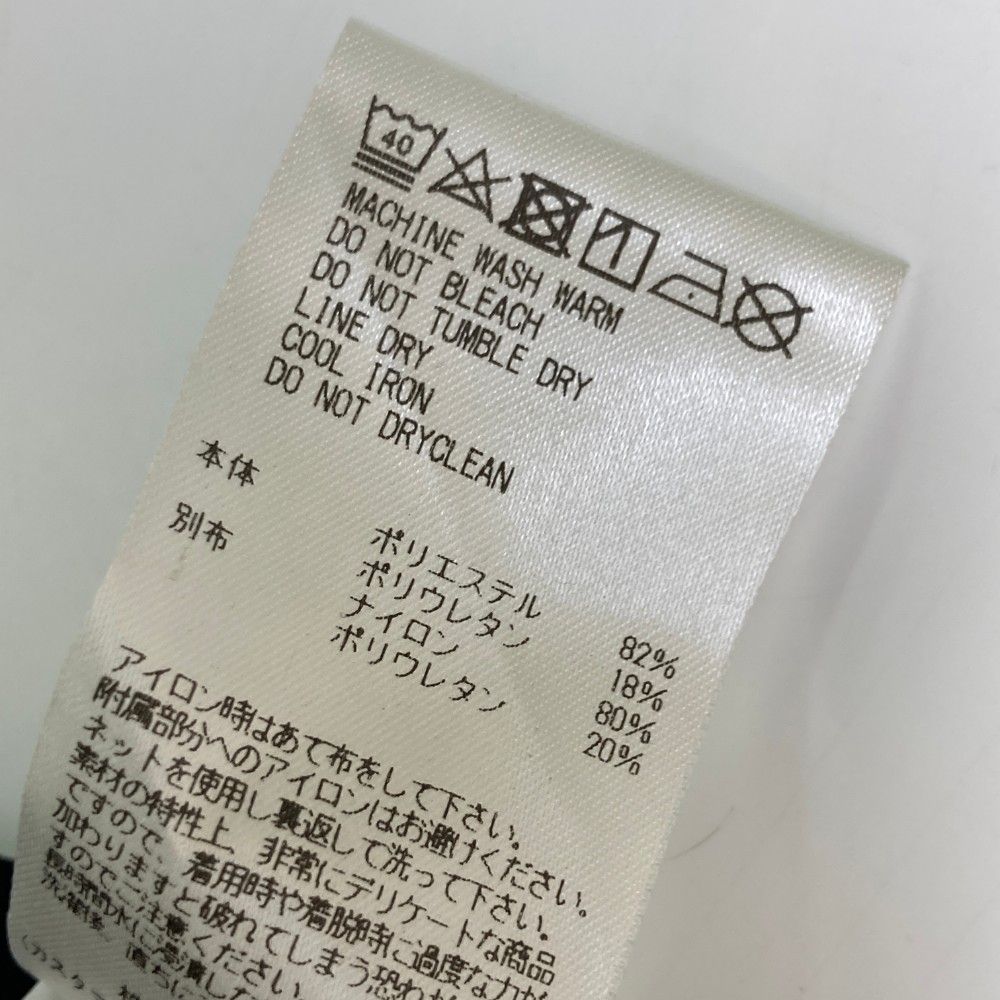 40
MACHINE WASH WARM
DO NOT BLEACH
DO NOT TUMBLE DRY
LINE DRY
COOL IRON
DO NOT DRYCLEAN
本体 ポリエステル 82%
ポリウレタン 18%
別布 ナイロン 80%
ポリウレタン 20%
アイロン時はあて布をして下さい。
附属部分へのアイロンはお避けください。
ネットを使用し裏返して洗って下さい。
素材の特性上、非常にデリケートな商品
ですので、着用時や着脱時に過度な力が
加わりますと破れてしまう恐れが
すのでご注意ください。